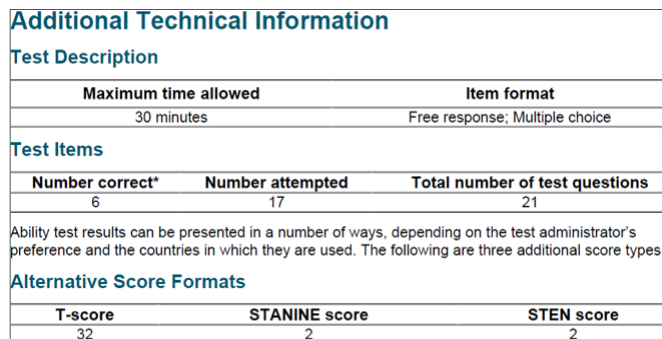 Additional Technical Information
Test Description
Maximum time allowed Item format
30 minutes Free response; Multiple choice
Test Items
Number correct* Number attempted Total number of test questions
6 17 21
Ability test results can be presented in a number of ways, depending on the test administrator's
preference and the countries in which they are used. The following are three additional score types
Alternative Score Formats
T-score STANINE score STEN score
32 2 2